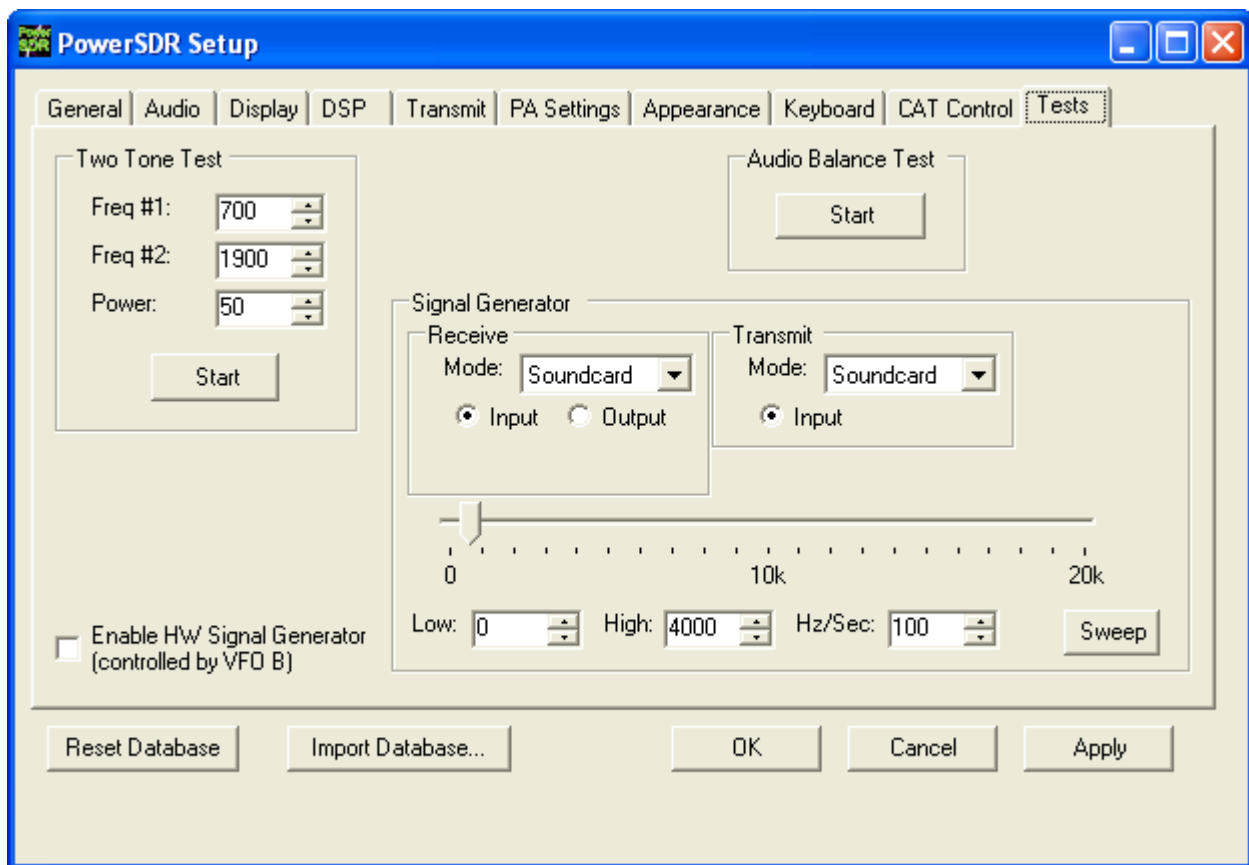 PowerSDR Setup
General Audio Display DSP Transmit PA Settings Appearance Keyboard CAT Control Tests
Two Tone Test
Freq #1: 700
Freq #2: 1900
Power: 50
Start
Audio Balance Test
Start
Signal Generator
Receive
Mode: Soundcard
Input Output
Transmit
Mode: Soundcard
Input
0 10k 20k
Low: 0 High: 4000 Hz/Sec: 100 Sweep
Enable HW Signal Generator
(controlled by VFO B)
Reset Database Import Database... OK Cancel Apply